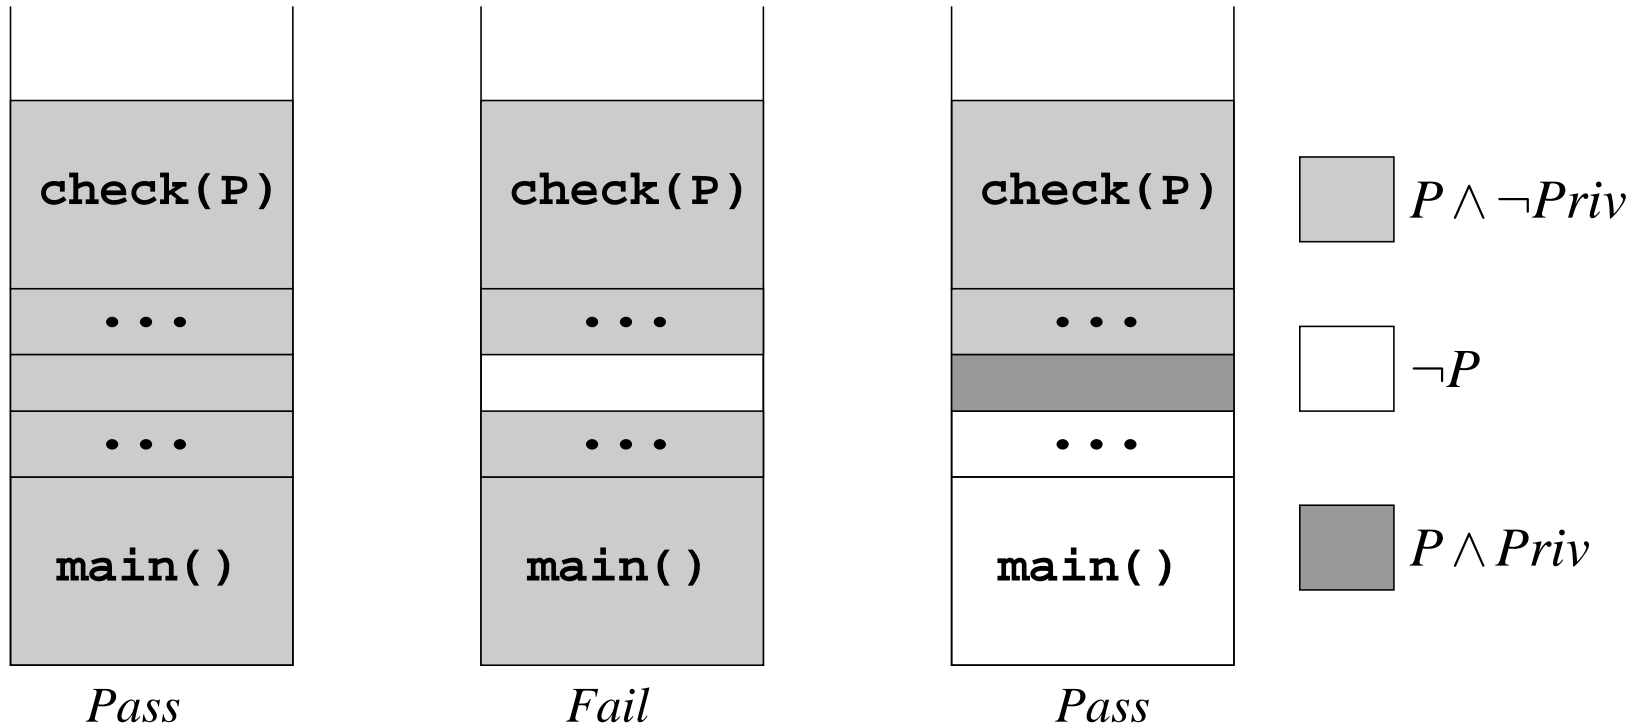 check(P)
• • •
• • •
main()
Pass
check(P)
• • •
• • •
main()
Fail
check(P)
• • •
• • •
main()
Pass
P ∧ ¬Priv
¬P
P ∧ Priv